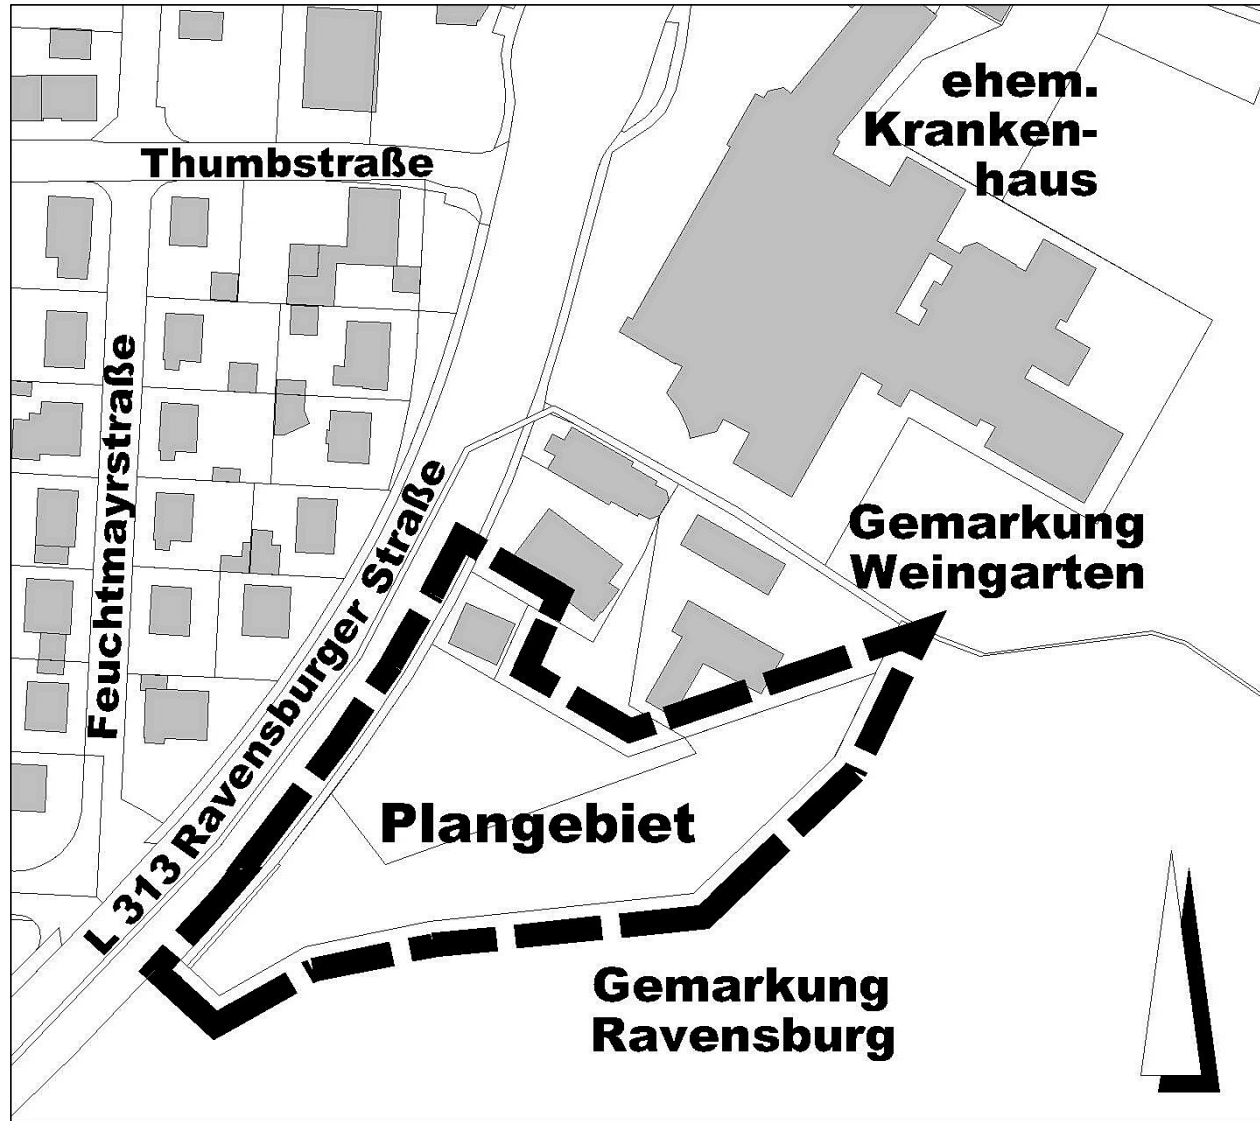 ehem.
Kranken-
haus
Thumbstraße
Feuchtmayrstraße
L 313 Ravensburger Straße
Gemarkung
Weingarten
Plangebiet
Gemarkung
Ravensburg